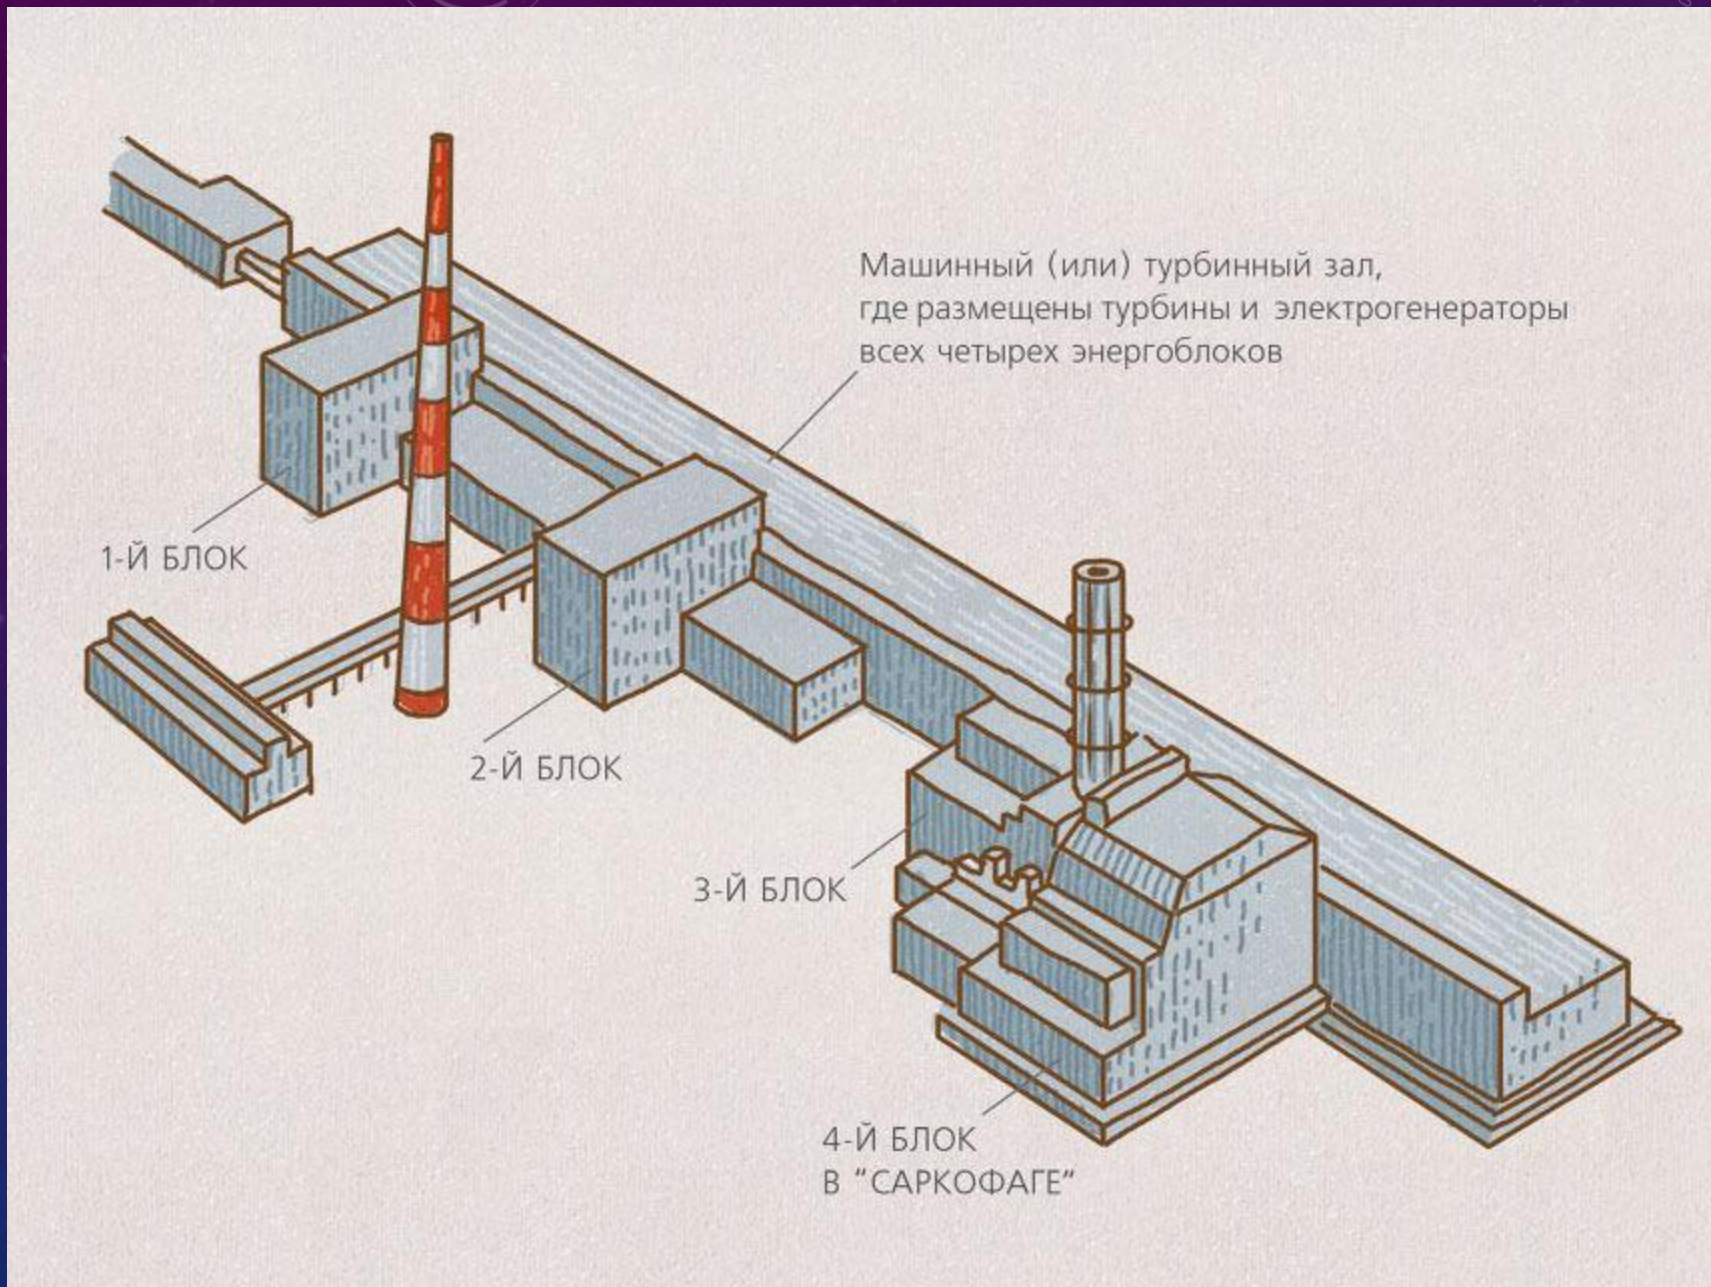 Машинный (или) турбинный зал,
где размещены турбины и электрогенераторы
всех четырех энергоблоков
1-Й БЛОК
2-Й БЛОК
3-Й БЛОК
4-Й БЛОК
В "САРКОФАГЕ"